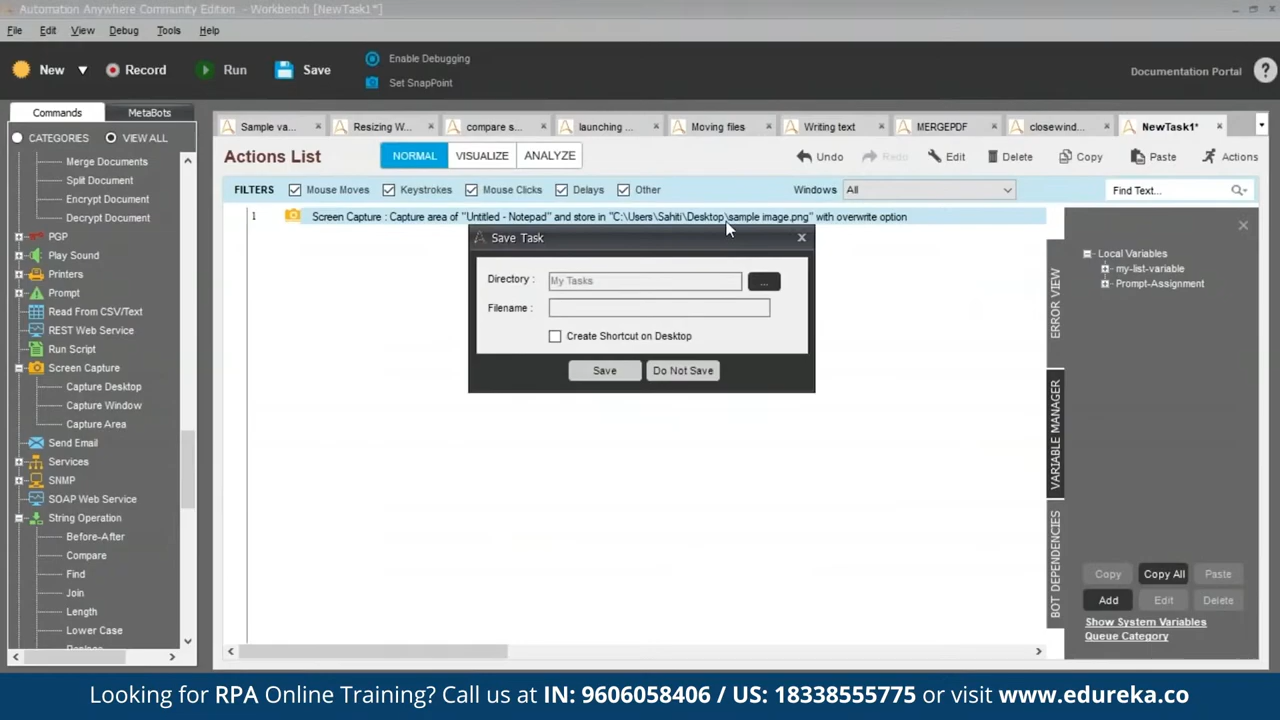 Automation Anywhere Community Edition - Workbench [NewTask1*]
File Edit View Debug Tools Help
New Record Run Save
Enable Debugging
Set SnapPoint
Documentation Portal ?
Commands MetaBots
CATEGORIES VIEW ALL
Merge Documents
Split Document
Encrypt Document
Decrypt Document
PGP
Play Sound
Printers
Prompt
Read From CSV/Text
REST Web Service
Run Script
Screen Capture
Capture Desktop
Capture Window
Capture Area
Send Email
Services
SNMP
SOAP Web Service
String Operation
Before-After
Compare
Find
Join
Length
Lower Case
Sample va... Resizing W... compare s... launching ... Moving files Writing text MERGEPDF closewind... NewTask1*
Actions List NORMAL VISUALIZE ANALYZE Undo Redo Edit Delete Copy Paste Actions
FILTERS Mouse Moves Keystrokes Mouse Clicks Delays Other Windows All Find Text...
1 Screen Capture : Capture area of "Untitled - Notepad" and store in "C:\Users\Sahiti\Desktop\sample image.png" with overwrite option
Save Task
Directory : My Tasks ...
Filename :
Create Shortcut on Desktop
Save Do Not Save
ERROR VIEW
VARIABLE MANAGER
BOT DEPENDENCIES
Local Variables
my-list-variable
Prompt-Assignment
Copy Copy All Paste
Add Edit Delete
Show System Variables
Queue Category
Looking for RPA Online Training? Call us at IN: 9606058406 / US: 18338555775 or visit www.edureka.co